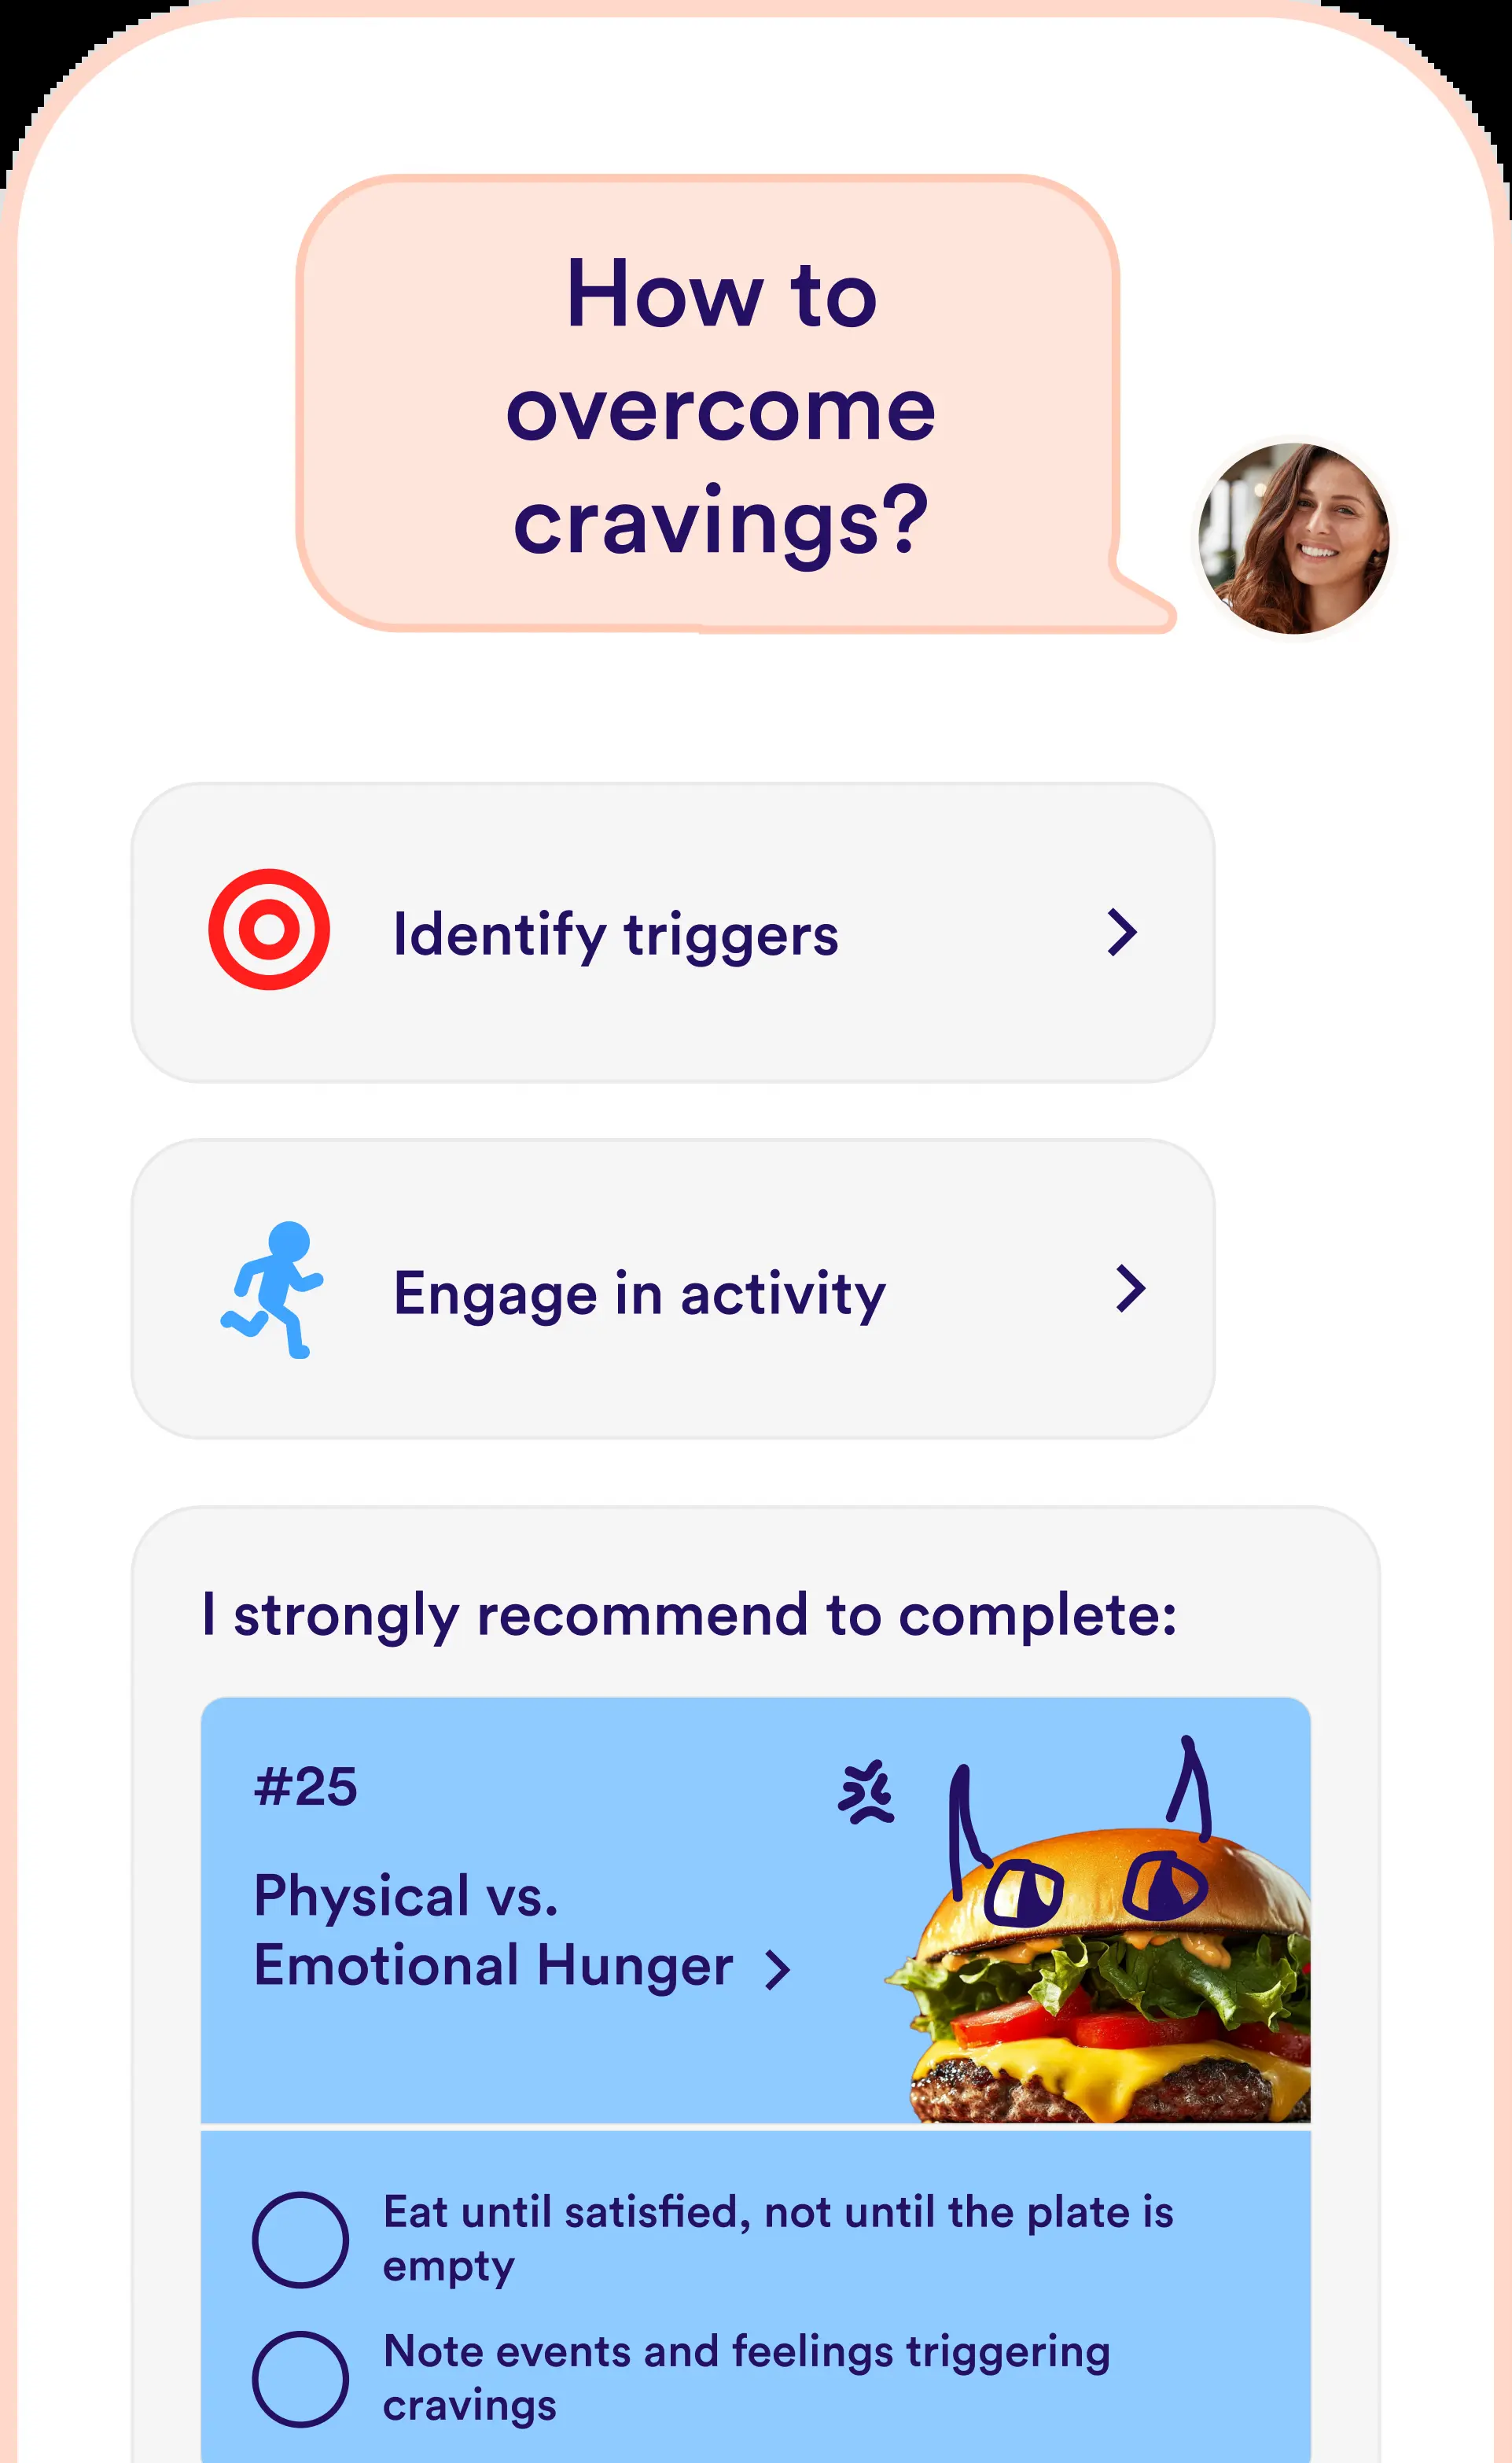 How to
overcome
cravings?
Identify triggers
Engage in activity
I strongly recommend to complete:
#25
Physical vs.
Emotional Hunger
Eat until satisfied, not until the plate is
empty
Note events and feelings triggering
cravings